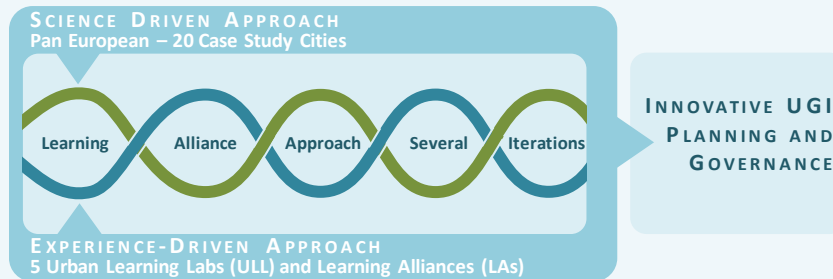 SCIENCE DRIVEN APPROACH
Pan European – 20 Case Study Cities
Learning Alliance Approach Several Iterations
INNOVATIVE UGI
PLANNING AND
GOVERNANCE
EXPERIENCE-DRIVEN APPROACH
5 Urban Learning Labs (ULL) and Learning Alliances (LAs)